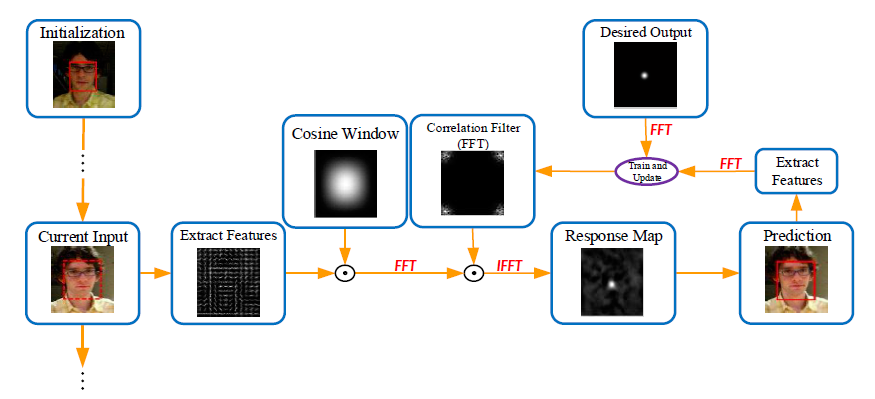 Initialization
Desired Output
Cosine Window
Correlation Filter
(FFT)
FFT
Train and
Update
FFT
Extract
Features
Current Input
Extract Features
FFT
IFFT
Response Map
Prediction